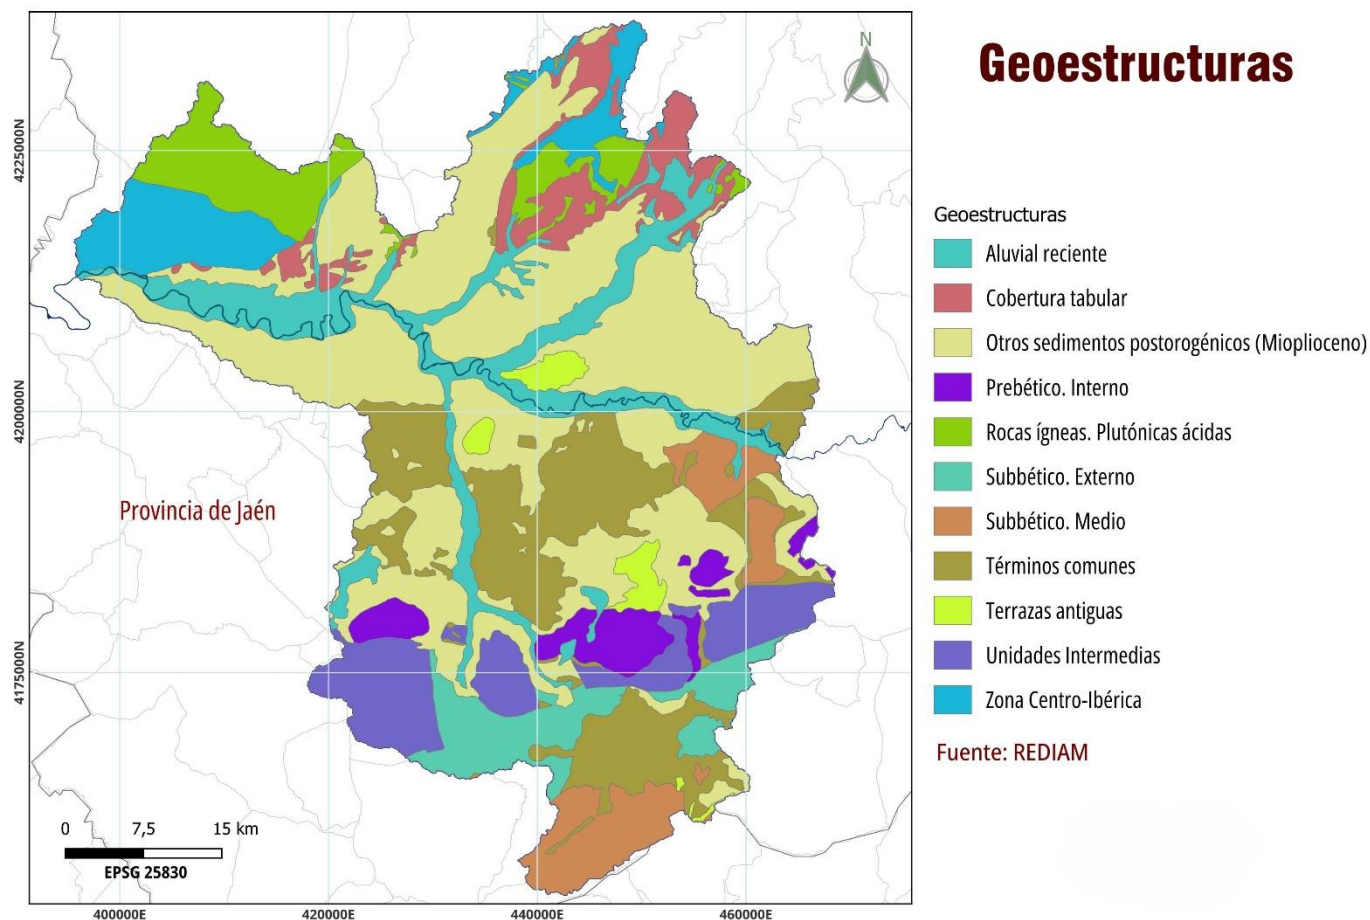 Geoestructuras
N
4225000N
4200000N
4175000N
Provincia de Jaén
0 7,5 15 km
EPSG 25830
400000E 420000E 440000E 460000E
Geoestructuras
Aluvial reciente
Cobertura tabular
Otros sedimentos postorogénicos (Mioplioceno)
Prebético. Interno
Rocas ígneas. Plutónicas ácidas
Subbético. Externo
Subbético. Medio
Términos comunes
Terrazas antiguas
Unidades Intermedias
Zona Centro-Ibérica
Fuente: REDIAM